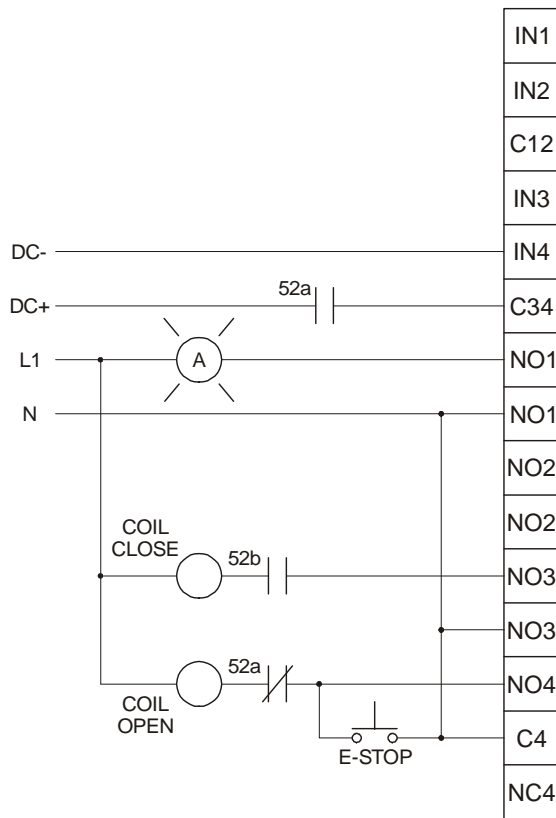 IN1
IN2
C12
IN3
DC- IN4
52a
DC+ C34
L1 A NO1
N NO1
NO2
COIL
CLOSE
NO2
52b
NO3
NO3
52a
NO4
COIL
OPEN
C4
E-STOP
NC4